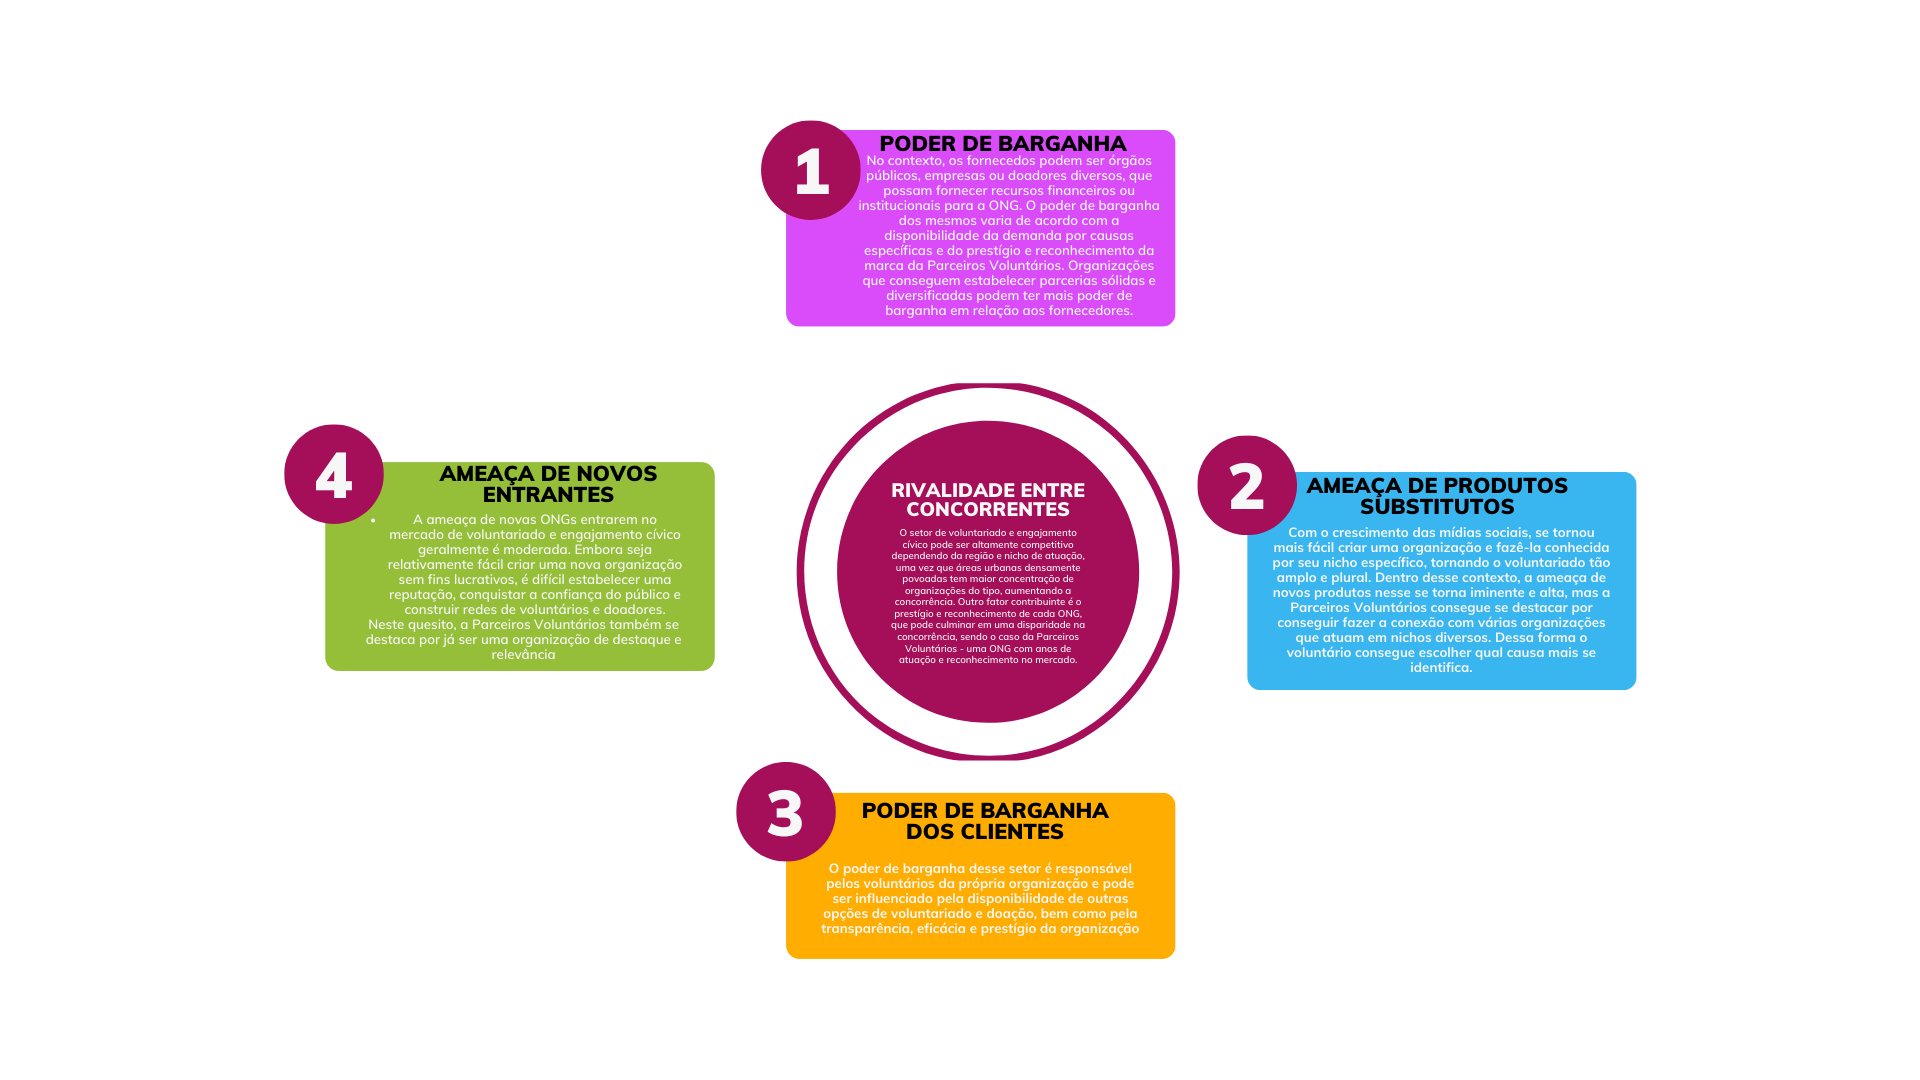 1
PODER DE BARGANHA
No contexto, os fornecedos podem ser órgãos
públicos, empresas ou doadores diversos, que
possam fornecer recursos financeiros ou
institucionais para a ONG. O poder de barganha
dos mesmos varia de acordo com a
disponibilidade da demanda por causas
específicas e do prestígio e reconhecimento da
marca da Parceiros Voluntários. Organizações
que conseguem estabelecer parcerias sólidas e
diversificadas podem ter mais poder de
barganha em relação aos fornecedores.
4
AMEAÇA DE NOVOS
ENTRANTES
• A ameaça de novas ONGs entrarem no
mercado de voluntariado e engajamento cívico
geralmente é moderada. Embora seja
relativamente fácil criar uma nova organização
sem fins lucrativos, é difícil estabelecer uma
reputação, conquistar a confiança do público e
construir redes de voluntários e doadores.
Neste quesito, a Parceiros Voluntários também se
destaca por já ser uma organização de destaque e
relevância
RIVALIDADE ENTRE
CONCORRENTES
O setor de voluntariado e engajamento
cívico pode ser altamente competitivo
dependendo da região e nicho de atuação,
uma vez que áreas urbanas densamente
povoadas tem maior concentração de
organizações do tipo, aumentando a
concorrência. Outro fator contribuinte é o
prestígio e reconhecimento de cada ONG,
que pode culminar em uma disparidade na
concorrência, sendo o caso da Parceiros
Voluntários - uma ONG com anos de
atuação e reconhecimento no mercado.
2
AMEAÇA DE PRODUTOS
SUBSTITUTOS
Com o crescimento das mídias sociais, se tornou
mais fácil criar uma organização e fazê-la conhecida
por seu nicho específico, tornando o voluntariado tão
amplo e plural. Dentro desse contexto, a ameaça de
novos produtos nesse se torna iminente e alta, mas a
Parceiros Voluntários consegue se destacar por
conseguir fazer a conexão com várias organizações
que atuam em nichos diversos. Dessa forma o
voluntário consegue escolher qual causa mais se
identifica.
3
PODER DE BARGANHA
DOS CLIENTES
O poder de barganha desse setor é responsável
pelos voluntários da própria organização e pode
ser influenciado pela disponibilidade de outras
opções de voluntariado e doação, bem como pela
transparência, eficácia e prestígio da organização